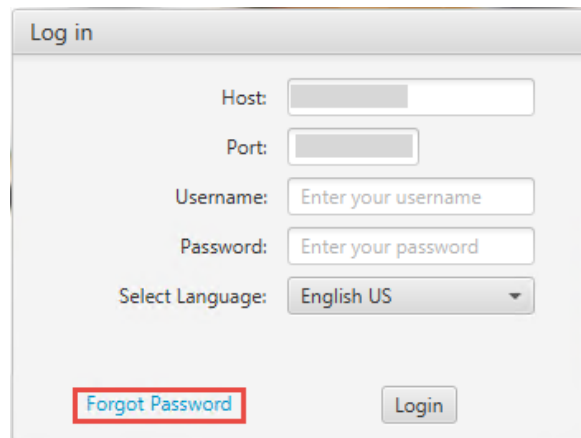 Log in
Host:
Port:
Username: Enter your username
Password: Enter your password
Select Language: English US
Forgot Password Login